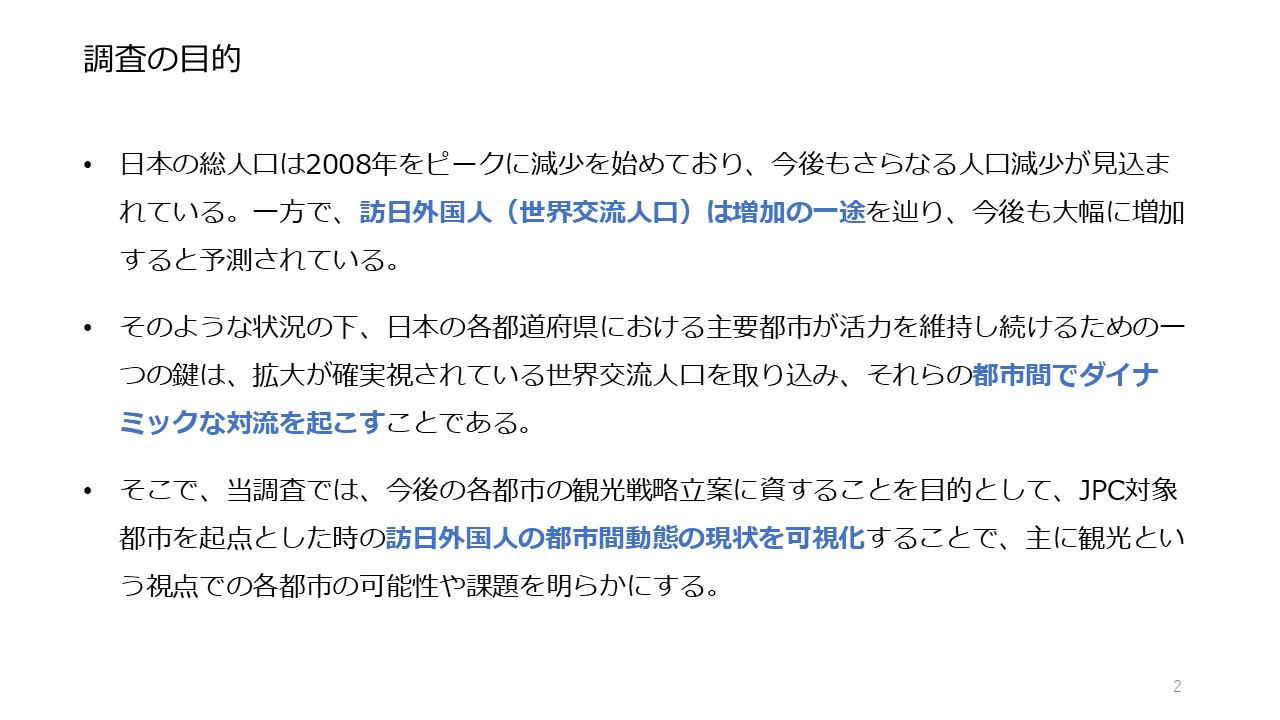 調査の目的
• 日本の総人口は2008年をピークに減少を始めており、今後もさらなる人口減少が見込ま
れている。一方で、訪日外国人（世界交流人口）は増加の一途を辿り、今後も大幅に増加
すると予測されている。
• そのような状況の下、日本の各都道府県における主要都市が活力を維持し続けるための一
つの鍵は、拡大が確実視されている世界交流人口を取り込み、それらの都市間でダイナ
ミックな対流を起こすことである。
• そこで、当調査では、今後の各都市の観光戦略立案に資することを目的として、JPC対象
都市を起点とした時の訪日外国人の都市間動態の現状を可視化することで、主に観光とい
う視点での各都市の可能性や課題を明らかにする。
2